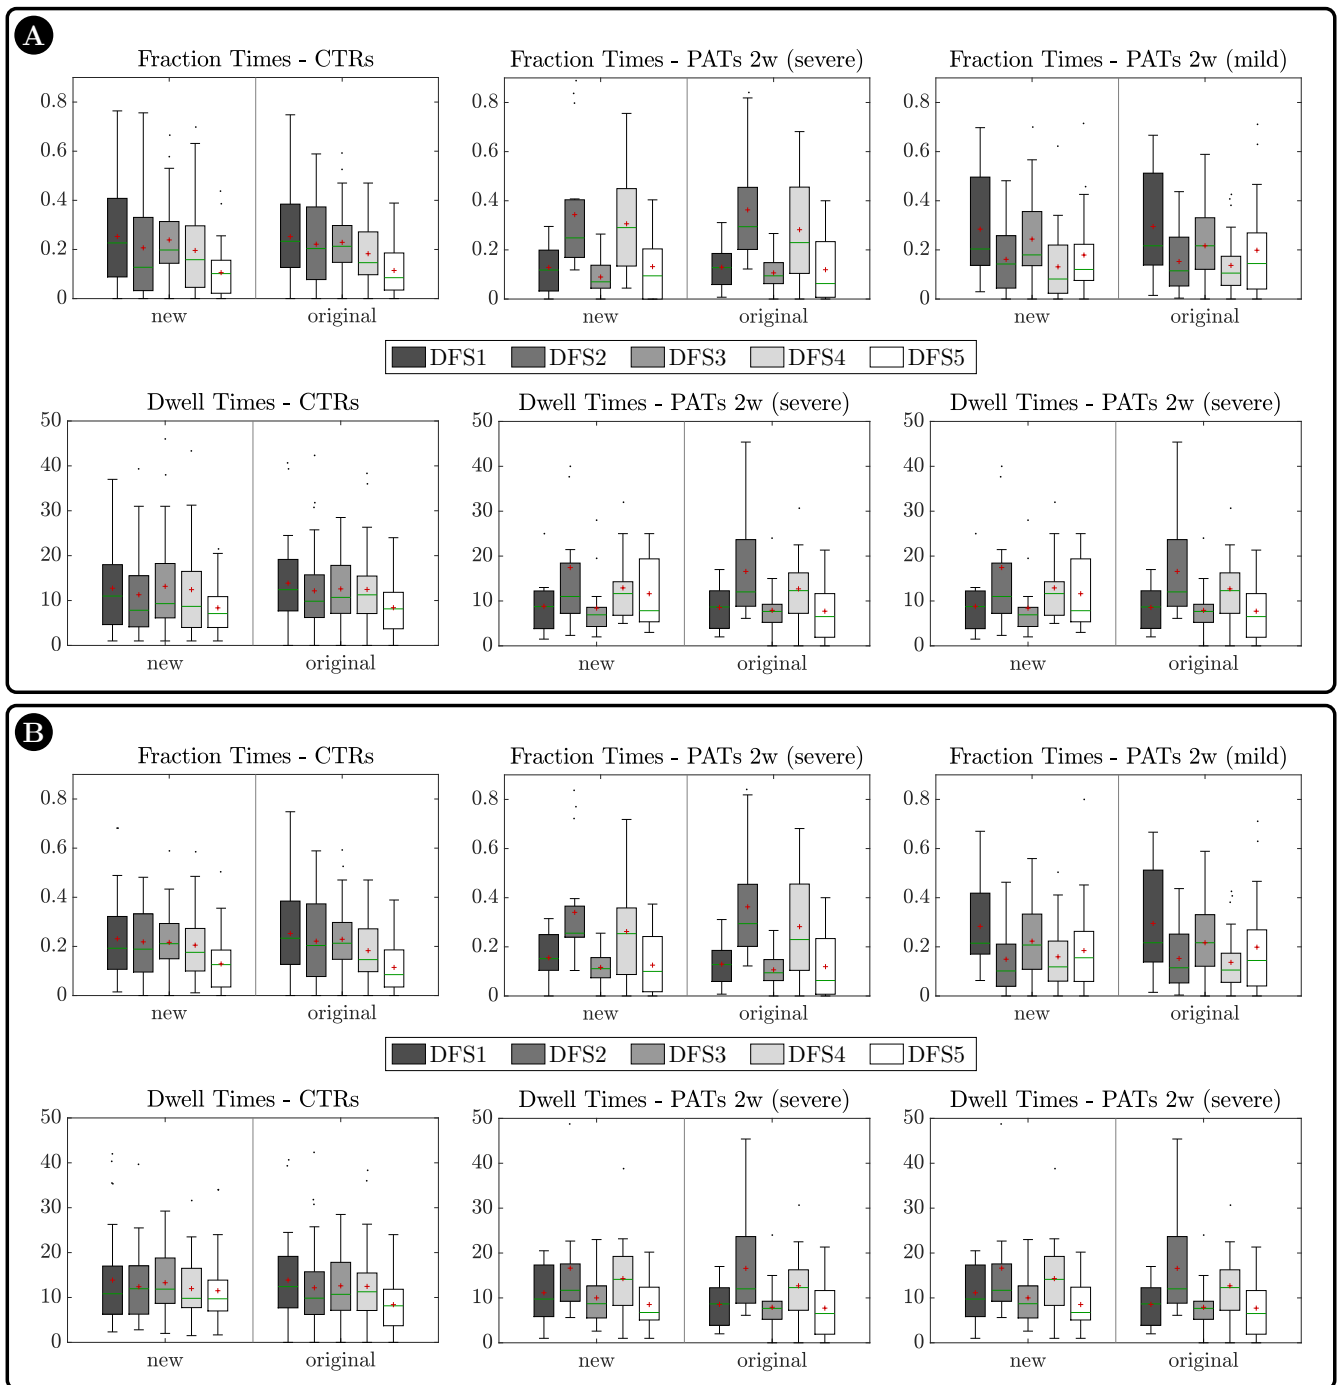 A
Fraction Times - CTRs
Fraction Times - PATs 2w (severe)
Fraction Times - PATs 2w (mild)
0.8
0.6
0.4
0.2
0
new
original
0.8
0.6
0.4
0.2
0
new
original
0.8
0.6
0.4
0.2
0
new
original
DFS1 DFS2 DFS3 DFS4 DFS5
Dwell Times - CTRs
Dwell Times - PATs 2w (severe)
Dwell Times - PATs 2w (severe)
50
40
30
20
10
0
new
original
50
40
30
20
10
0
new
original
50
40
30
20
10
0
new
original
B
Fraction Times - CTRs
Fraction Times - PATs 2w (severe)
Fraction Times - PATs 2w (mild)
0.8
0.6
0.4
0.2
0
new
original
0.8
0.6
0.4
0.2
0
new
original
0.8
0.6
0.4
0.2
0
new
original
DFS1 DFS2 DFS3 DFS4 DFS5
Dwell Times - CTRs
Dwell Times - PATs 2w (severe)
Dwell Times - PATs 2w (severe)
50
40
30
20
10
0
new
original
50
40
30
20
10
0
new
original
50
40
30
20
10
0
new
original